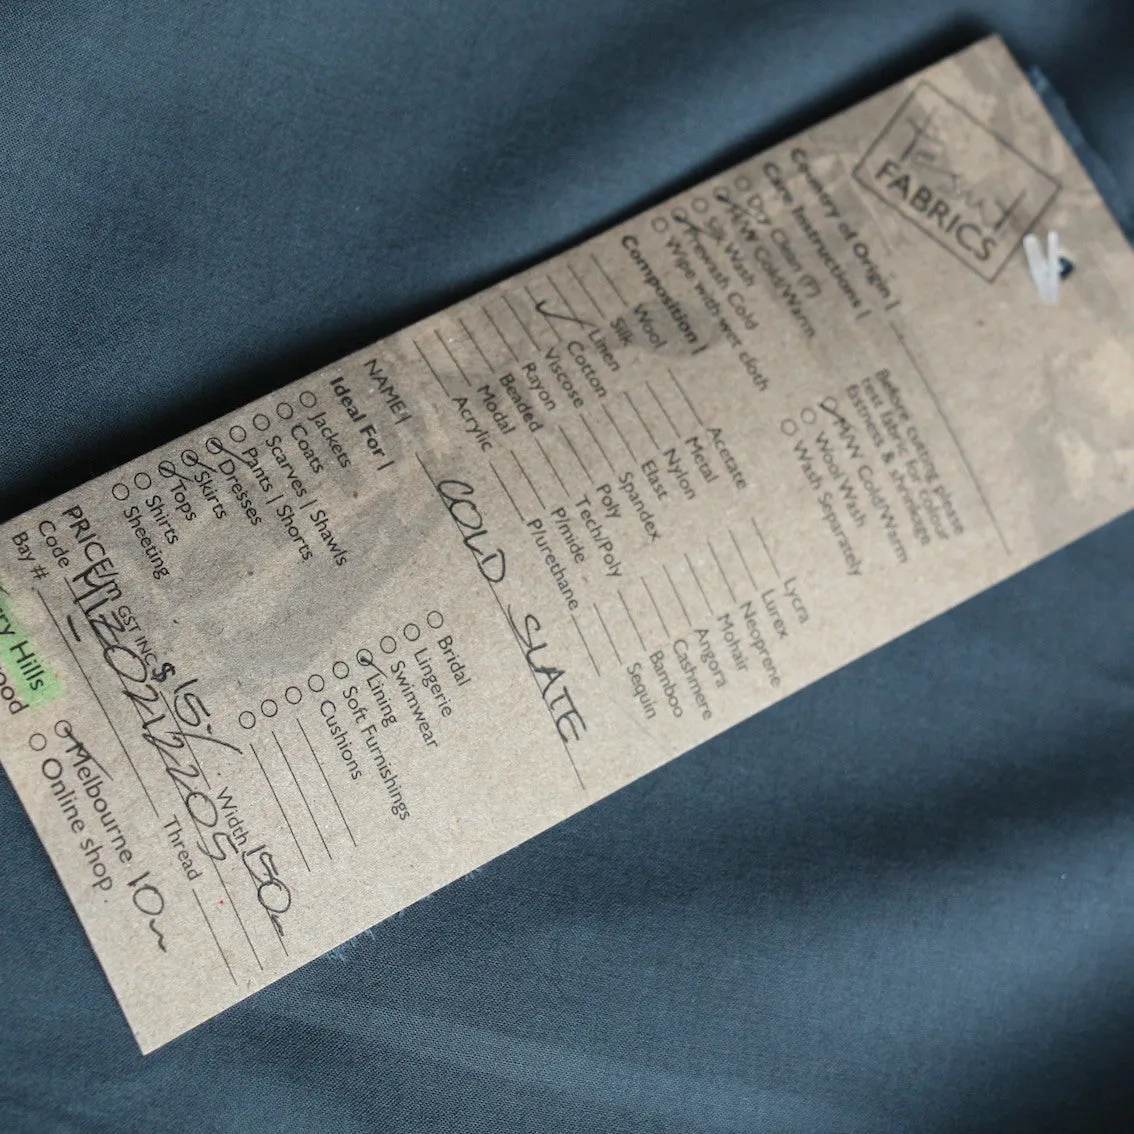 Tessuti
FABRICS
Country of Origin |
Care Instructions |
Dry Clean (P)
M/W Cold/Warm
Silk Wash
Prewash Cold
Wipe with wet cloth
Before cutting please
test fabric for colour
fastness & shrinkage
M/W Cold/Warm
Wool Wash
Wash Separately
Composition |
Wool Acetate Lycra
Silk Metal Lurex
Linen Nylon Neoprene
Cotton Elast Mohair
Viscose Spandex Angora
Rayon Poly Cashmere
Beaded Tech/Poly Bamboo
Modal P/mide Sequin
Acrylic P/urethane
NAME | COLD SLATE
Ideal For |
Jackets Bridal
Coats Lingerie
Scarves | Shawls Swimwear
Pants | Shorts Lining
Dresses Soft Furnishings
Skirts Cushions
Tops
Shirts
Sheeting
PRICE/m GST INC $ 15-/ Width 150
Code
Bay # Thread
ry Hills Melbourne 10m
ood Online shop